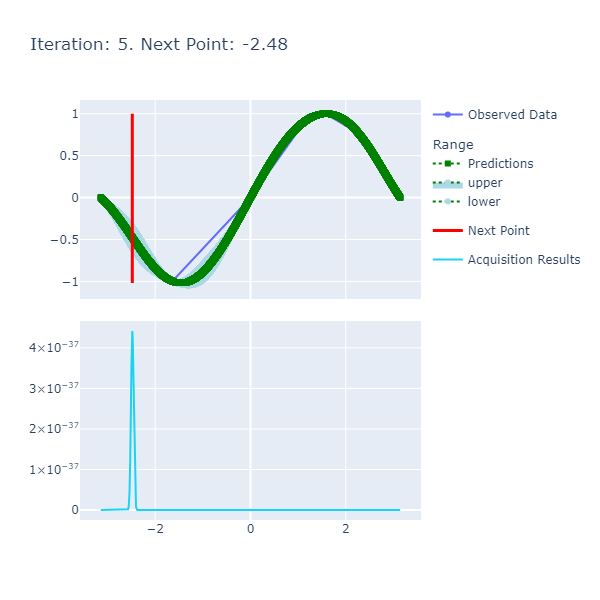 Iteration: 5. Next Point: -2.48
1
0.5
0
−0.5
−1
Observed Data
Range
Predictions
upper
lower
Next Point
Acquisition Results
4×10⁻³⁷
3×10⁻³⁷
2×10⁻³⁷
1×10⁻³⁷
0
−2 0 2